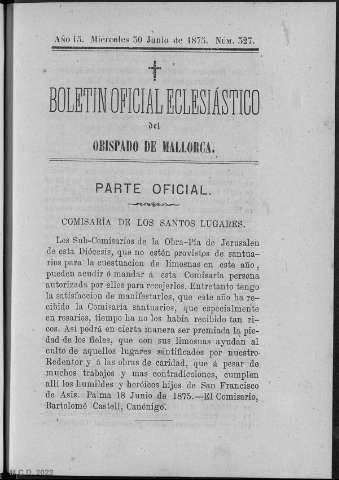 Año 15. Miércoles 30 Junio de 1875. Núm. 327.
BOLETIN OFICIAL ECLESIÁSTICO
del
OBISPADO DE MALLORCA.
PARTE OFICIAL.
COMISARÍA DE LOS SANTOS LUGARES.
Los Sub-Comisarios de la Obra-Pía de Jerusalen
de esta Diócesis, que no estén provistos de santua-
rios para la cuestuacion de limosnas en este año,
pueden acudir ó mandar á esta Comisaría persona
autorizada por ellos para recojerlos. Entretanto tengo
la satisfaccion de manifestarles, que este año ha re-
cibido la Comisaría santuarios, que especialmente
en rosarios, tiempo ha no los habia recibido tan ri-
cos. Así podrá en cierta manera ser premiada la pie-
dad de los fieles, que con sus limosnas ayudan al
culto de aquellos lugares santificados por nuestro
Redentor y á las obras de caridad, que á pesar de
muchos trabajos y mas contradicciones, cumplen
allí los humildes y heróicos hijos de San Francisco
de Asis. Palma 18 Junio de 1875.—El Comisario,
Bartolomé Castell, Canónigo.
M.C.D. 2022